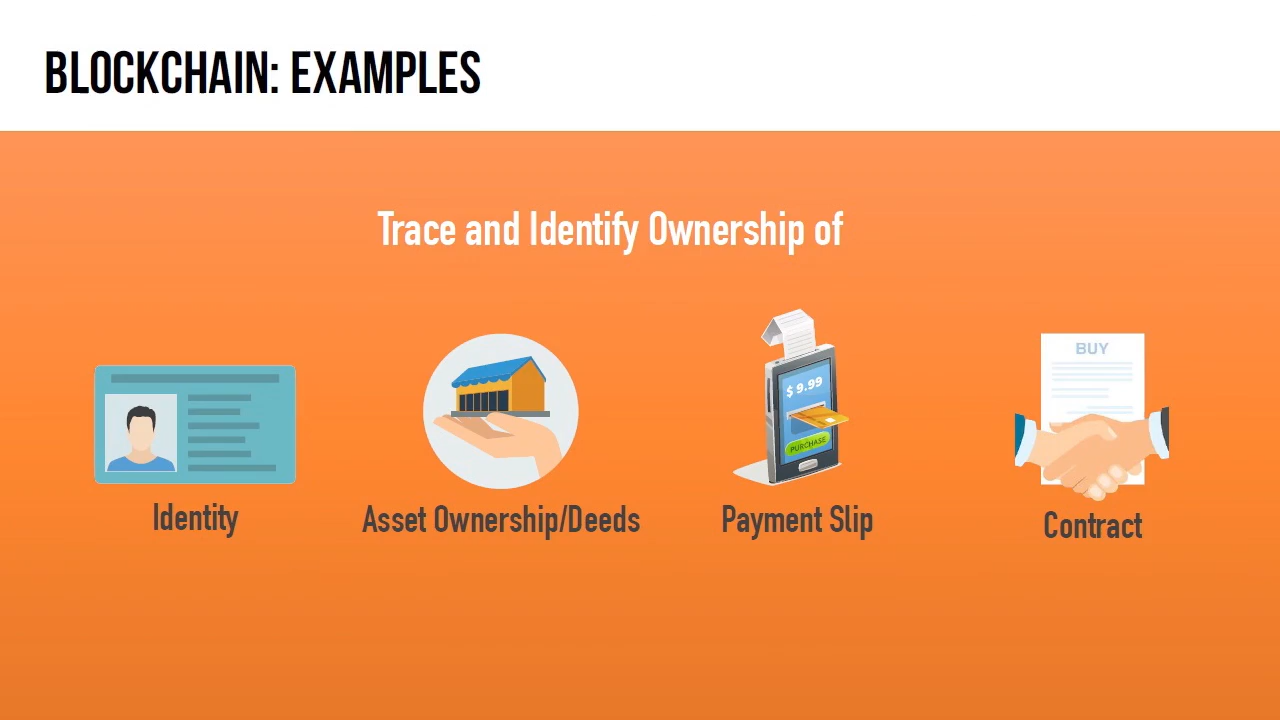 BLOCKCHAIN: EXAMPLES
Trace and Identify Ownership of
$ 9.99
PURCHASE
BUY
Identity
Asset Ownership/Deeds
Payment Slip
Contract